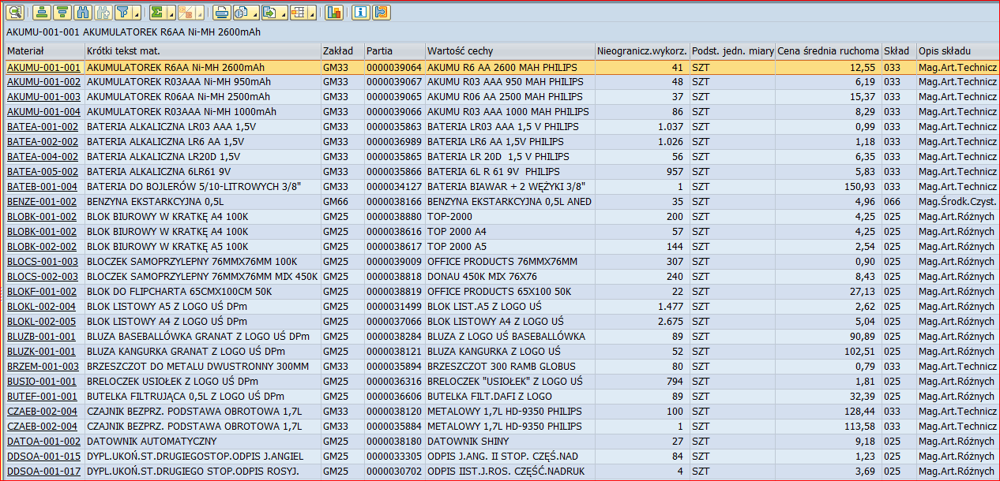 AKUMU-001-001 AKUMULATOREK R6AA Ni-MH 2600mAh
Materiał Krótki tekst mat. Zakład Partia Wartość cechy Nieogranicz.wykorz. Podst. jedn. miary Cena średnia ruchoma Skład Opis składu
AKUMU-001-001 AKUMULATOREK R6AA Ni-MH 2600mAh GM33 0000039064 AKUMU R6 AA 2600 MAH PHILIPS 41 SZT 12,55 033 Mag.Art.Technicz
AKUMU-001-002 AKUMULATOREK R03AAA Ni-MH 950mAh GM33 0000039067 AKUMU R03 AAA 950 MAH PHILIPS 48 SZT 6,19 033 Mag.Art.Technicz
AKUMU-001-003 AKUMULATOREK R06AA Ni-MH 2500mAh GM33 0000039065 AKUMU R06 AA 2500 MAH PHILIPS 37 SZT 15,37 033 Mag.Art.Technicz
AKUMU-001-004 AKUMULATOREK R03AAA Ni-MH 1000mAh GM33 0000039066 AKUMU R03 AAA 1000 MAH PHILIPS 86 SZT 8,29 033 Mag.Art.Technicz
BATEA-001-002 BATERIA ALKALICZNA LR03 AAA 1,5V GM33 0000035863 BATERIA LR03 AAA 1,5 V PHILIPS 1.037 SZT 0,99 033 Mag.Art.Technicz
BATEA-002-002 BATERIA ALKALICZNA LR6 AA 1,5V GM33 0000036989 BATERIA LR6 AA 1,5V PHILIPS 1.026 SZT 1,18 033 Mag.Art.Technicz
BATEA-004-002 BATERIA ALKALICZNA LR20D 1,5V GM33 0000035865 BATERIA LR 20D 1,5 V PHILIPS 56 SZT 6,35 033 Mag.Art.Technicz
BATEA-005-002 BATERIA ALKALICZNA 6LR61 9V GM33 0000035866 BATERIA 6L R 61 9V PHILIPS 957 SZT 5,83 033 Mag.Art.Technicz
BATEB-001-004 BATERIA DO BOJLERÓW 5/10-LITROWYCH 3/8" GM33 0000034127 BATERIA BIAWAR + 2 WĘŻYKI 3/8" 1 SZT 150,93 033 Mag.Art.Technicz
BENZE-001-002 BENZYNA EKSTARKCYJNA 0,5L GM66 0000038166 BENZYNA EKSTARKCYJNA 0,5L ANED 35 SZT 4,96 066 Mag.Środk.Czyst.
BLOBK-001-002 BLOK BIUROWY W KRATKĘ A4 100K GM25 0000038880 TOP-2000 200 SZT 4,25 025 Mag.Art.Różnych
BLOBK-001-002 BLOK BIUROWY W KRATKĘ A4 100K GM25 0000038616 TOP 2000 A4 57 SZT 4,25 025 Mag.Art.Różnych
BLOBK-002-002 BLOK BIUROWY W KRATKĘ A5 100K GM25 0000038617 TOP 2000 A5 144 SZT 2,54 025 Mag.Art.Różnych
BLOCS-001-003 BLOCZEK SAMOPRZYLEPNY 76MMX76MM 100K GM25 0000039009 OFFICE PRODUCTS 76MMX76MM 307 SZT 0,90 025 Mag.Art.Różnych
BLOCS-002-003 BLOCZEK SAMOPRZYLEPNY 76MMX76MM MIX 450K GM25 0000038818 DONAU 450K MIX 76X76 240 SZT 8,43 025 Mag.Art.Różnych
BLOKF-001-002 BLOK DO FLIPCHARTA 65CMX100CM 50K GM25 0000038819 OFFICE PRODUCTS 65X100 50K 22 SZT 27,13 025 Mag.Art.Różnych
BLOKL-002-004 BLOK LISTOWY A5 Z LOGO UŚ DPm GM25 0000031499 BLOK LIST.A5 Z LOGO UŚ 1.477 SZT 2,62 025 Mag.Art.Różnych
BLOKL-002-005 BLOK LISTOWY A4 Z LOGO UŚ DPm GM25 0000037066 BLOK LISTOWY A4 Z LOGO UŚ 2.675 SZT 5,04 025 Mag.Art.Różnych
BLUZB-001-001 BLUZA BASEBALLÓWKA GRANAT Z LOGO UŚ DPm GM25 0000038284 BLUZA Z LOGO UŚ BASEBALLÓWKA 89 SZT 90,89 025 Mag.Art.Różnych
BLUZK-001-001 BLUZA KANGURKA GRANAT Z LOGO UŚ DPm GM25 0000038121 BLUZA KANGURKA Z LOGO UŚ 52 SZT 102,51 025 Mag.Art.Różnych
BRZEM-001-003 BRZESZCZOT DO METALU DWUSTRONNY 300MM GM33 0000035894 BRZESZCZOT 300 RAMB GLOBUS 80 SZT 0,79 033 Mag.Art.Technicz
BUSIO-001-001 BRELOCZEK USIOŁEK Z LOGO UŚ DPm GM25 0000036316 BRELOCZEK "USIOŁEK" Z LOGO UŚ 794 SZT 1,81 025 Mag.Art.Różnych
BUTEF-001-001 BUTELKA FILTRUJĄCA 0,5L Z LOGO UŚ DPm GM25 0000036606 BUTELKA FILT.DAFI Z LOGO 89 SZT 32,39 025 Mag.Art.Różnych
CZAEB-002-004 CZAJNIK BEZPRZ. PODSTAWA OBROTOWA 1,7L GM33 0000038120 METALOWY 1,7L HD-9350 PHILIPS 100 SZT 128,44 033 Mag.Art.Technicz
CZAEB-002-004 CZAJNIK BEZPRZ. PODSTAWA OBROTOWA 1,7L GM33 0000035884 METALOWY 1,7L HD-9350 PHILIPS 1 SZT 113,58 033 Mag.Art.Technicz
DATOA-001-002 DATOWNIK AUTOMATYCZNY GM25 0000038180 DATOWNIK SHINY 27 SZT 9,18 025 Mag.Art.Różnych
DDSOA-001-015 DYPL.UKOŃ.ST.DRUGIEGOSTOP.ODPIS J.ANGIEL GM25 0000033305 ODPIS J.ANG. II STOP. CZĘŚ.NAD 84 SZT 1,23 025 Mag.Art.Różnych
DDSOA-001-017 DYPL.UKOŃ.ST.DRUGIEGO STOP.ODPIS ROSYJ. GM25 0000030702 ODPIS IIST.J.ROS. CZĘŚĆ.NADRUK 4 SZT 3,69 025 Mag.Art.Różnych